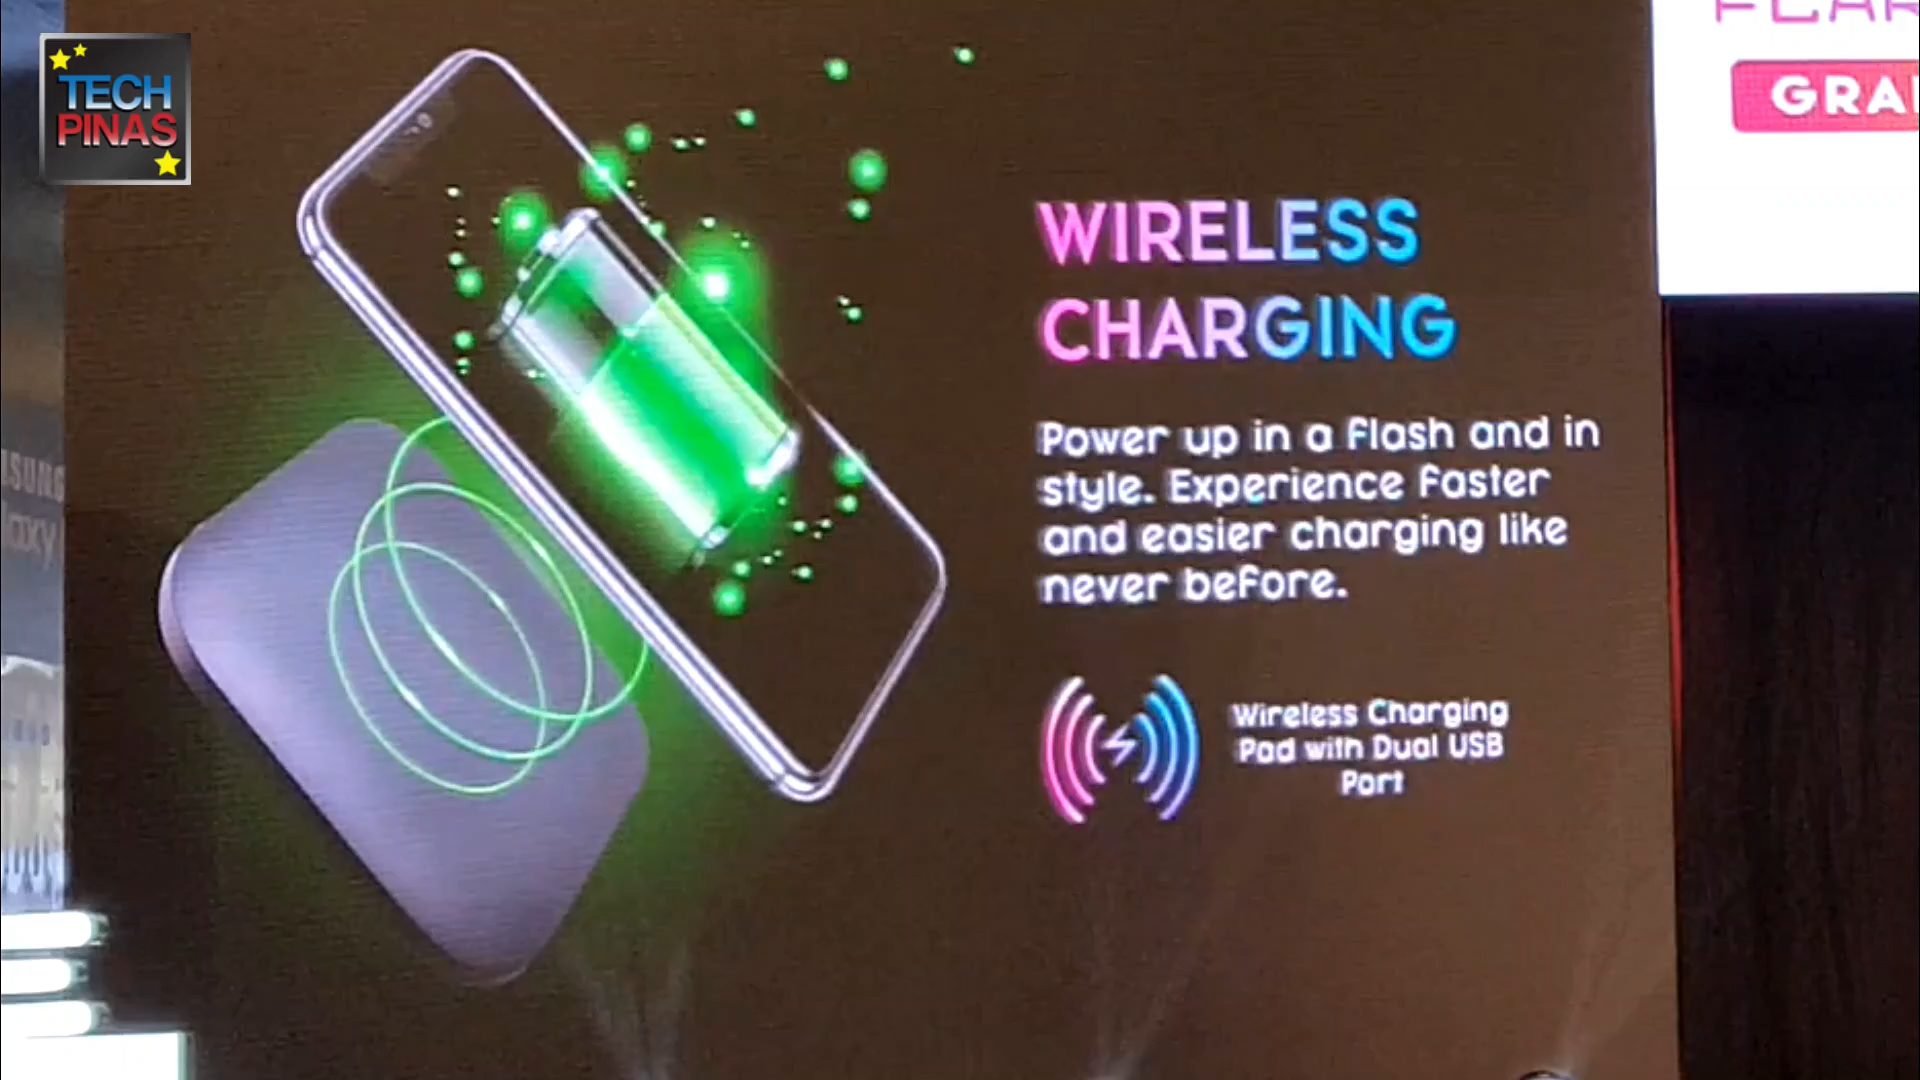 TECH
PINAS
WIRELESS
CHARGING
Power up in a flash and in
style. Experience faster
and easier charging like
never before.
Wireless Charging
Pad with Dual USB
Port